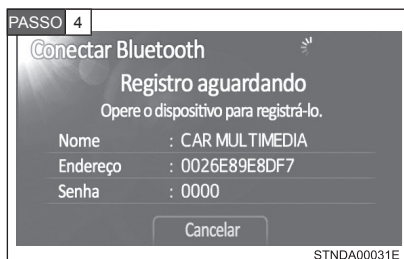 PASSO 4
Conectar Bluetooth
Registro aguardando
Opere o dispositivo para registrá-lo.
Nome : CAR MULTIMEDIA
Endereço : 0026E89E8DF7
Senha : 0000
Cancelar
STNDA00031E